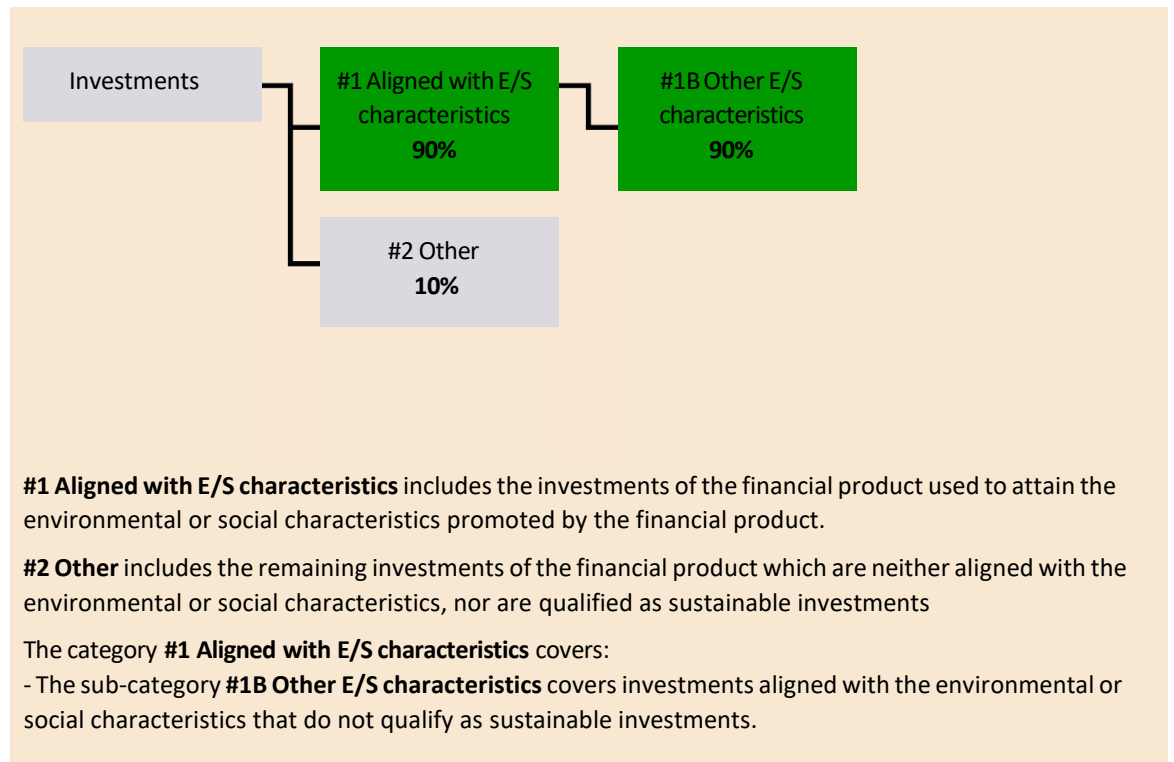 Investments
#1 Aligned with E/S
characteristics
90%
#1B Other E/S
characteristics
90%
#2 Other
10%
#1 Aligned with E/S characteristics includes the investments of the financial product used to attain the
environmental or social characteristics promoted by the financial product.
#2 Other includes the remaining investments of the financial product which are neither aligned with the
environmental or social characteristics, nor are qualified as sustainable investments
The category #1 Aligned with E/S characteristics covers:
- The sub-category #1B Other E/S characteristics covers investments aligned with the environmental or
social characteristics that do not qualify as sustainable investments.